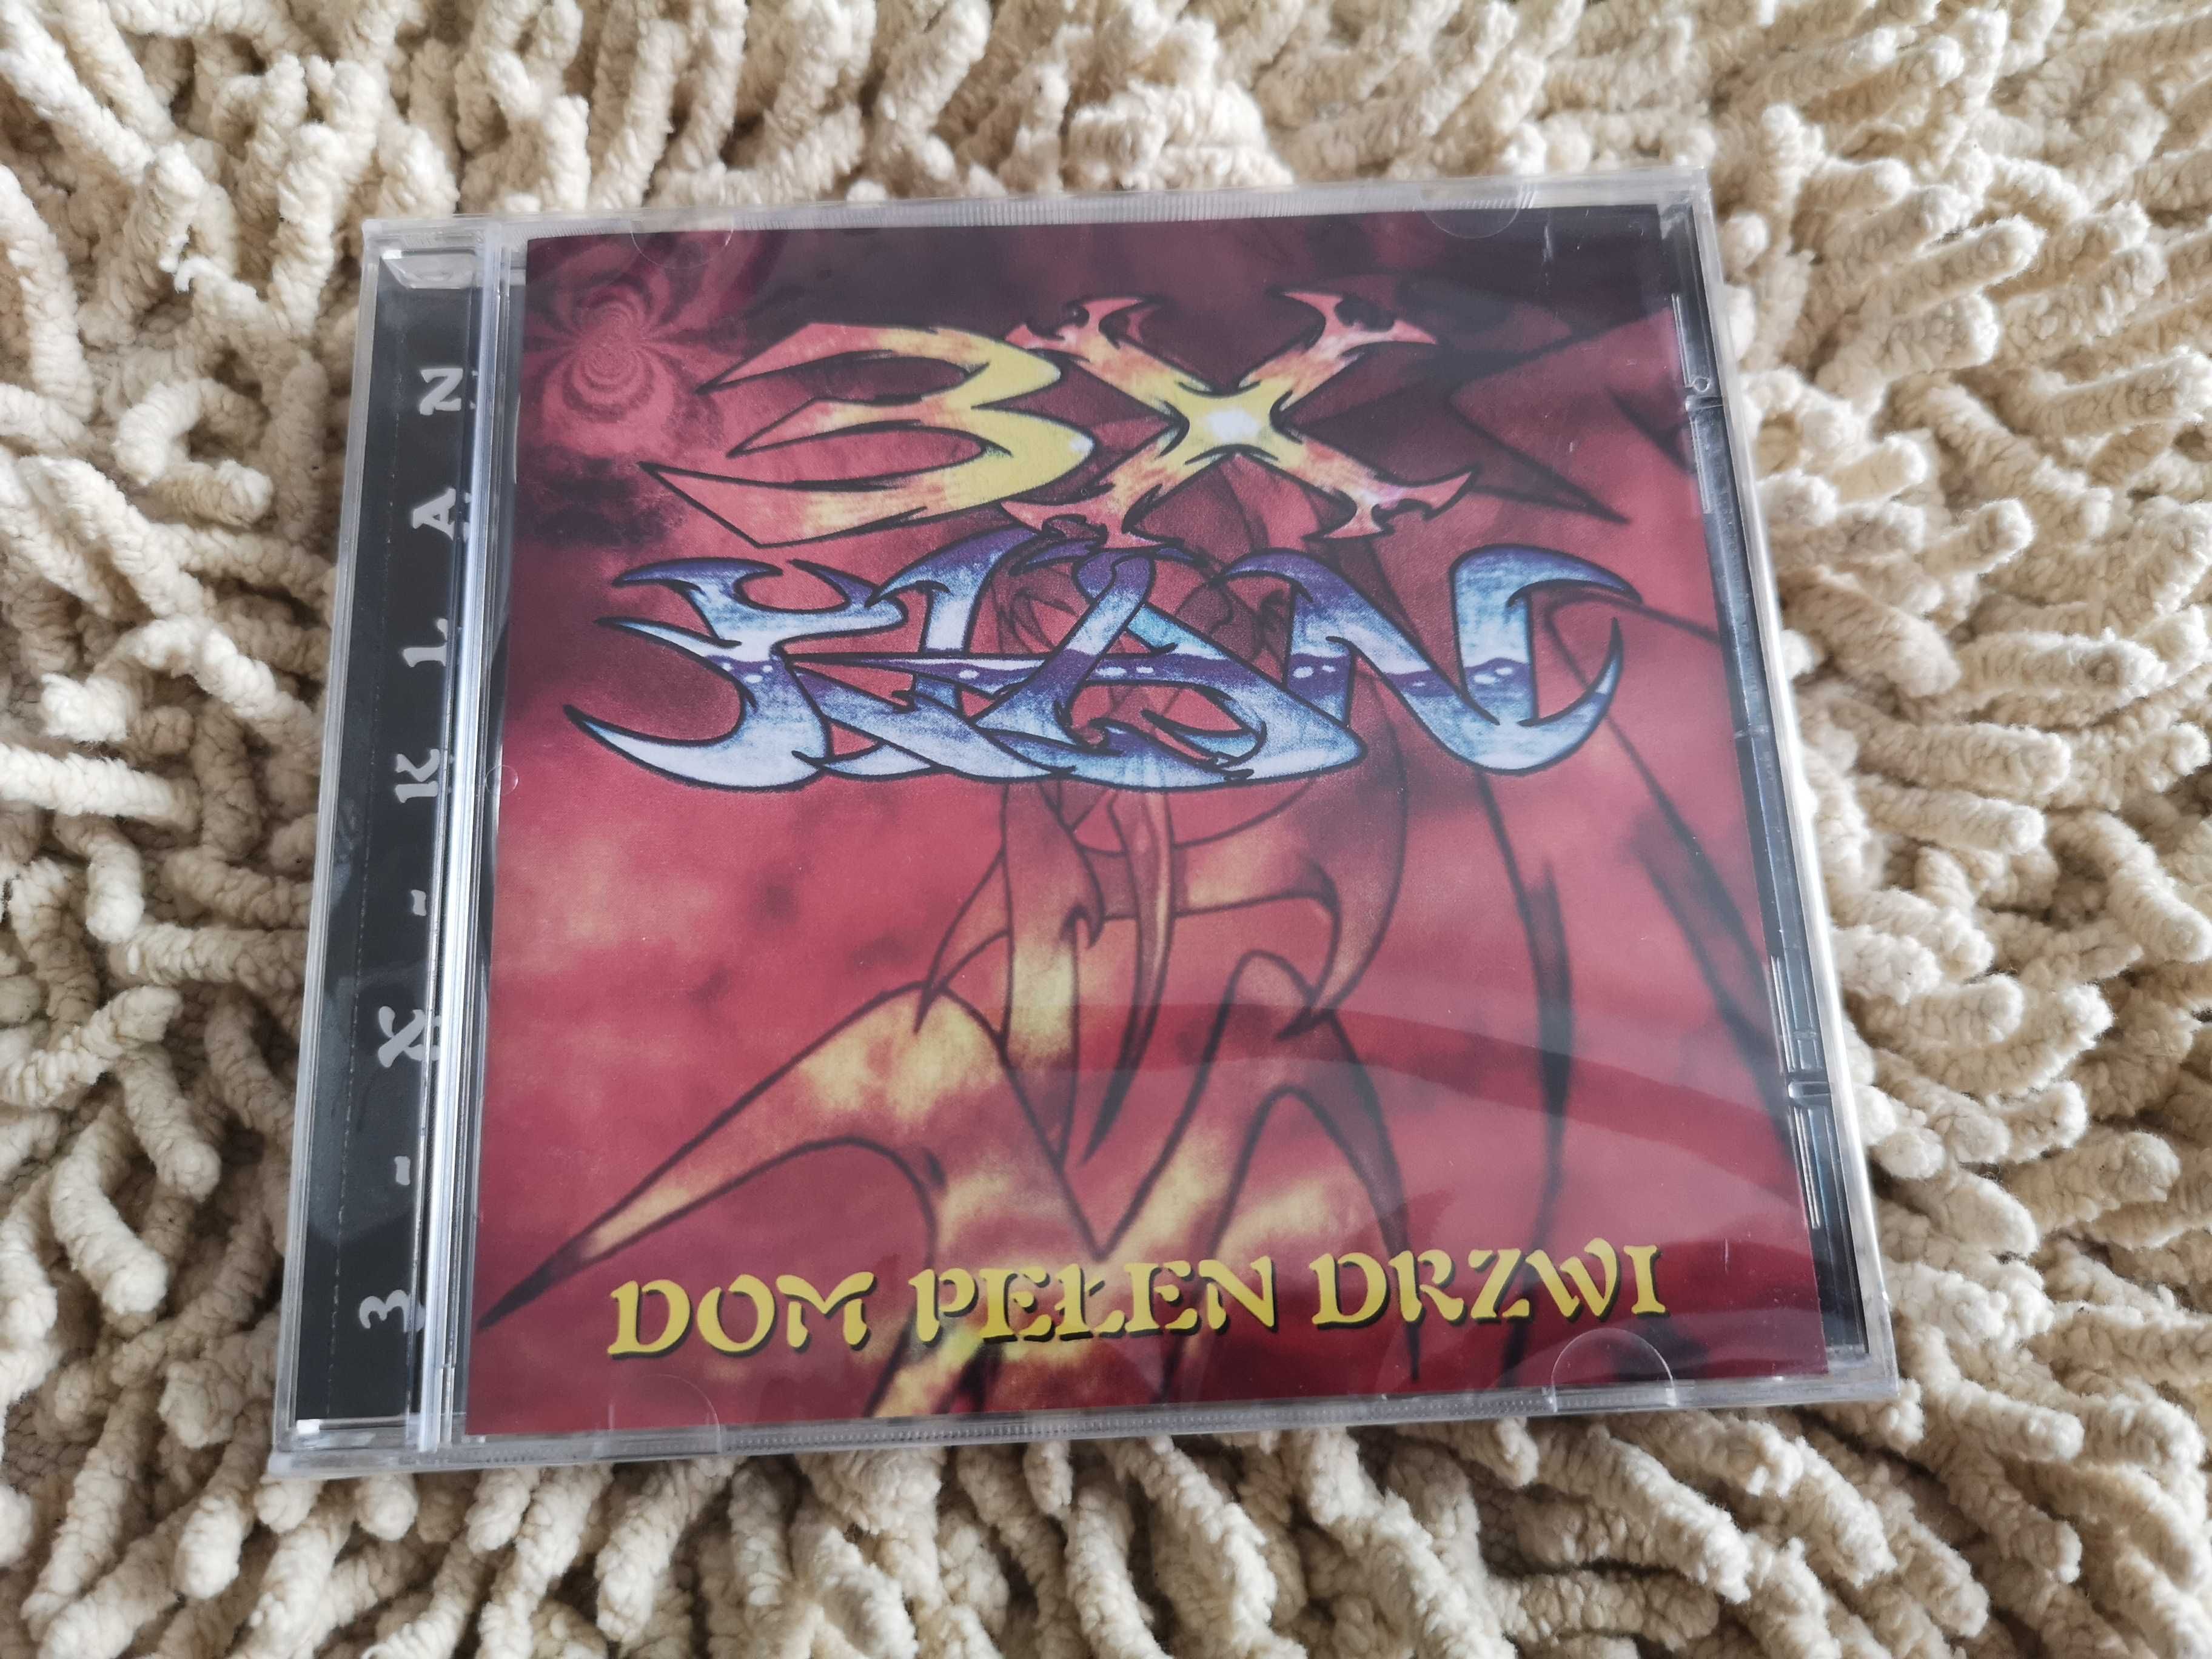 3-X-KLAN
3X
KLAN
DOM PEŁEN DRZWI